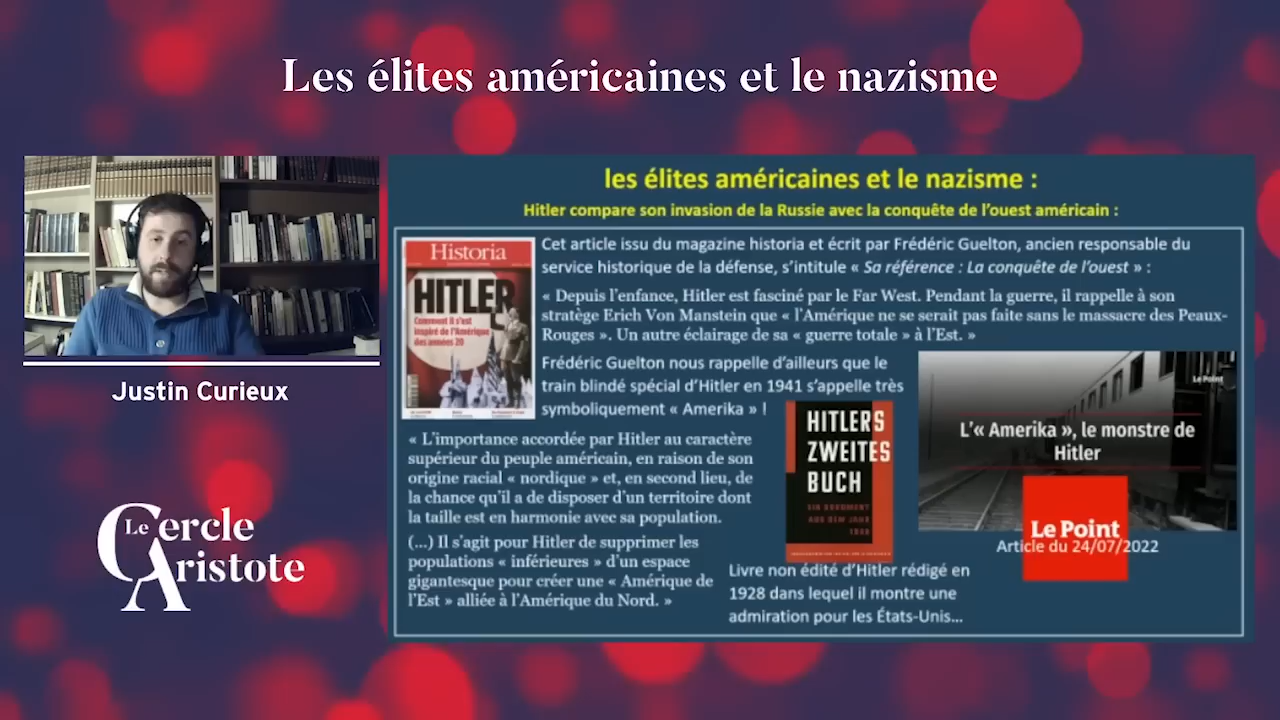 Les élites américaines et le nazisme
Justin Curieux
Le Cercle
Aristote
les élites américaines et le nazisme :
Hitler compare son invasion de la Russie avec la conquête de l'ouest américain :
Historia
HITLER
Comment il s'est
inspiré de l'Amérique
des années 20
Cet article issu du magazine historia et écrit par Frédéric Guelton, ancien responsable du
service historique de la défense, s'intitule « Sa référence : La conquête de l'ouest » :
« Depuis l'enfance, Hitler est fasciné par le Far West. Pendant la guerre, il rappelle à son
stratège Erich Von Manstein que « l'Amérique ne se serait pas faite sans le massacre des Peaux-
Rouges ». Un autre éclairage de sa « guerre totale » à l'Est. »
Frédéric Guelton nous rappelle d'ailleurs que le
train blindé spécial d'Hitler en 1941 s'appelle très
symboliquement « Amerika » !
« L'importance accordée par Hitler au caractère
supérieur du peuple américain, en raison de son
origine racial « nordique » et, en second lieu, de
la chance qu'il a de disposer d'un territoire dont
la taille est en harmonie avec sa population.
(...) Il s'agit pour Hitler de supprimer les
populations « inférieures » d'un espace
gigantesque pour créer une « Amérique de
l'Est » alliée à l'Amérique du Nord. »
HITLERS
ZWEITES
BUCH
EIN DOKUMENT
AUS DEM JAHR
Livre non édité d'Hitler rédigé en
1928 dans lequel il montre une
admiration pour les États-Unis…
Le Point
L'« Amerika », le monstre de
Hitler
Le Point
Article du 24/07/2022